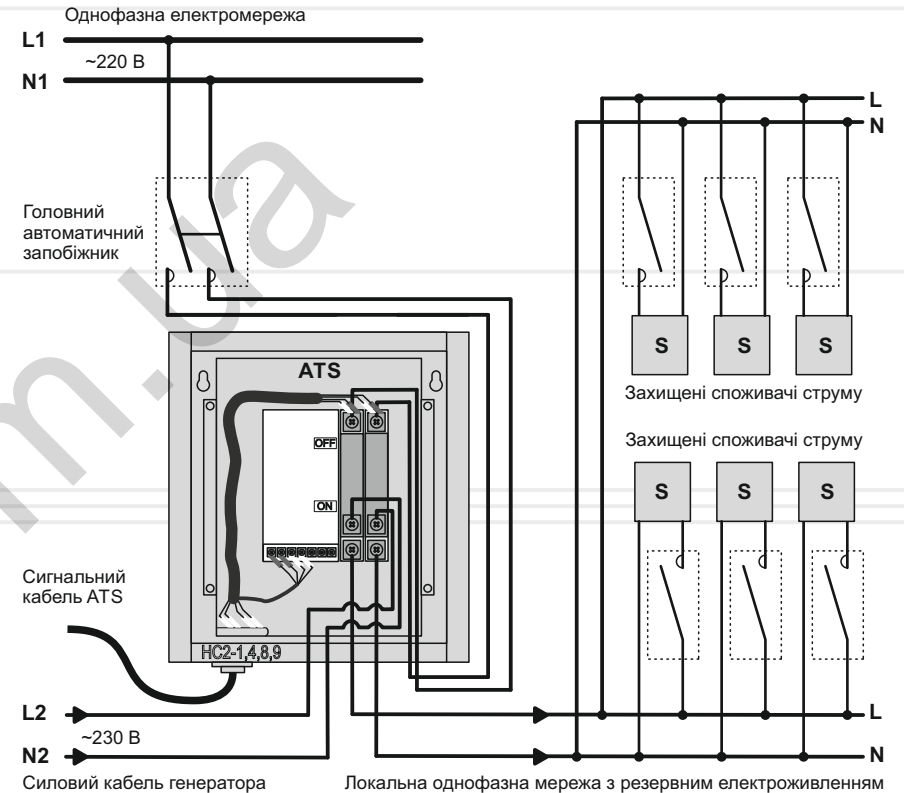 Однофазна електромережа
L1
~220 В
N1
L
N
Головний
автоматичний
запобіжник
S S S
Захищені споживачі струму
ATS
OFF
ON
Захищені споживачі струму
S S S
Сигнальний
кабель ATS
HC2-1,4,8,9
L2
L
~230 В
N2
N
Силовий кабель генератора
Локальна однофазна мережа з резервним електроживленням
m.ua